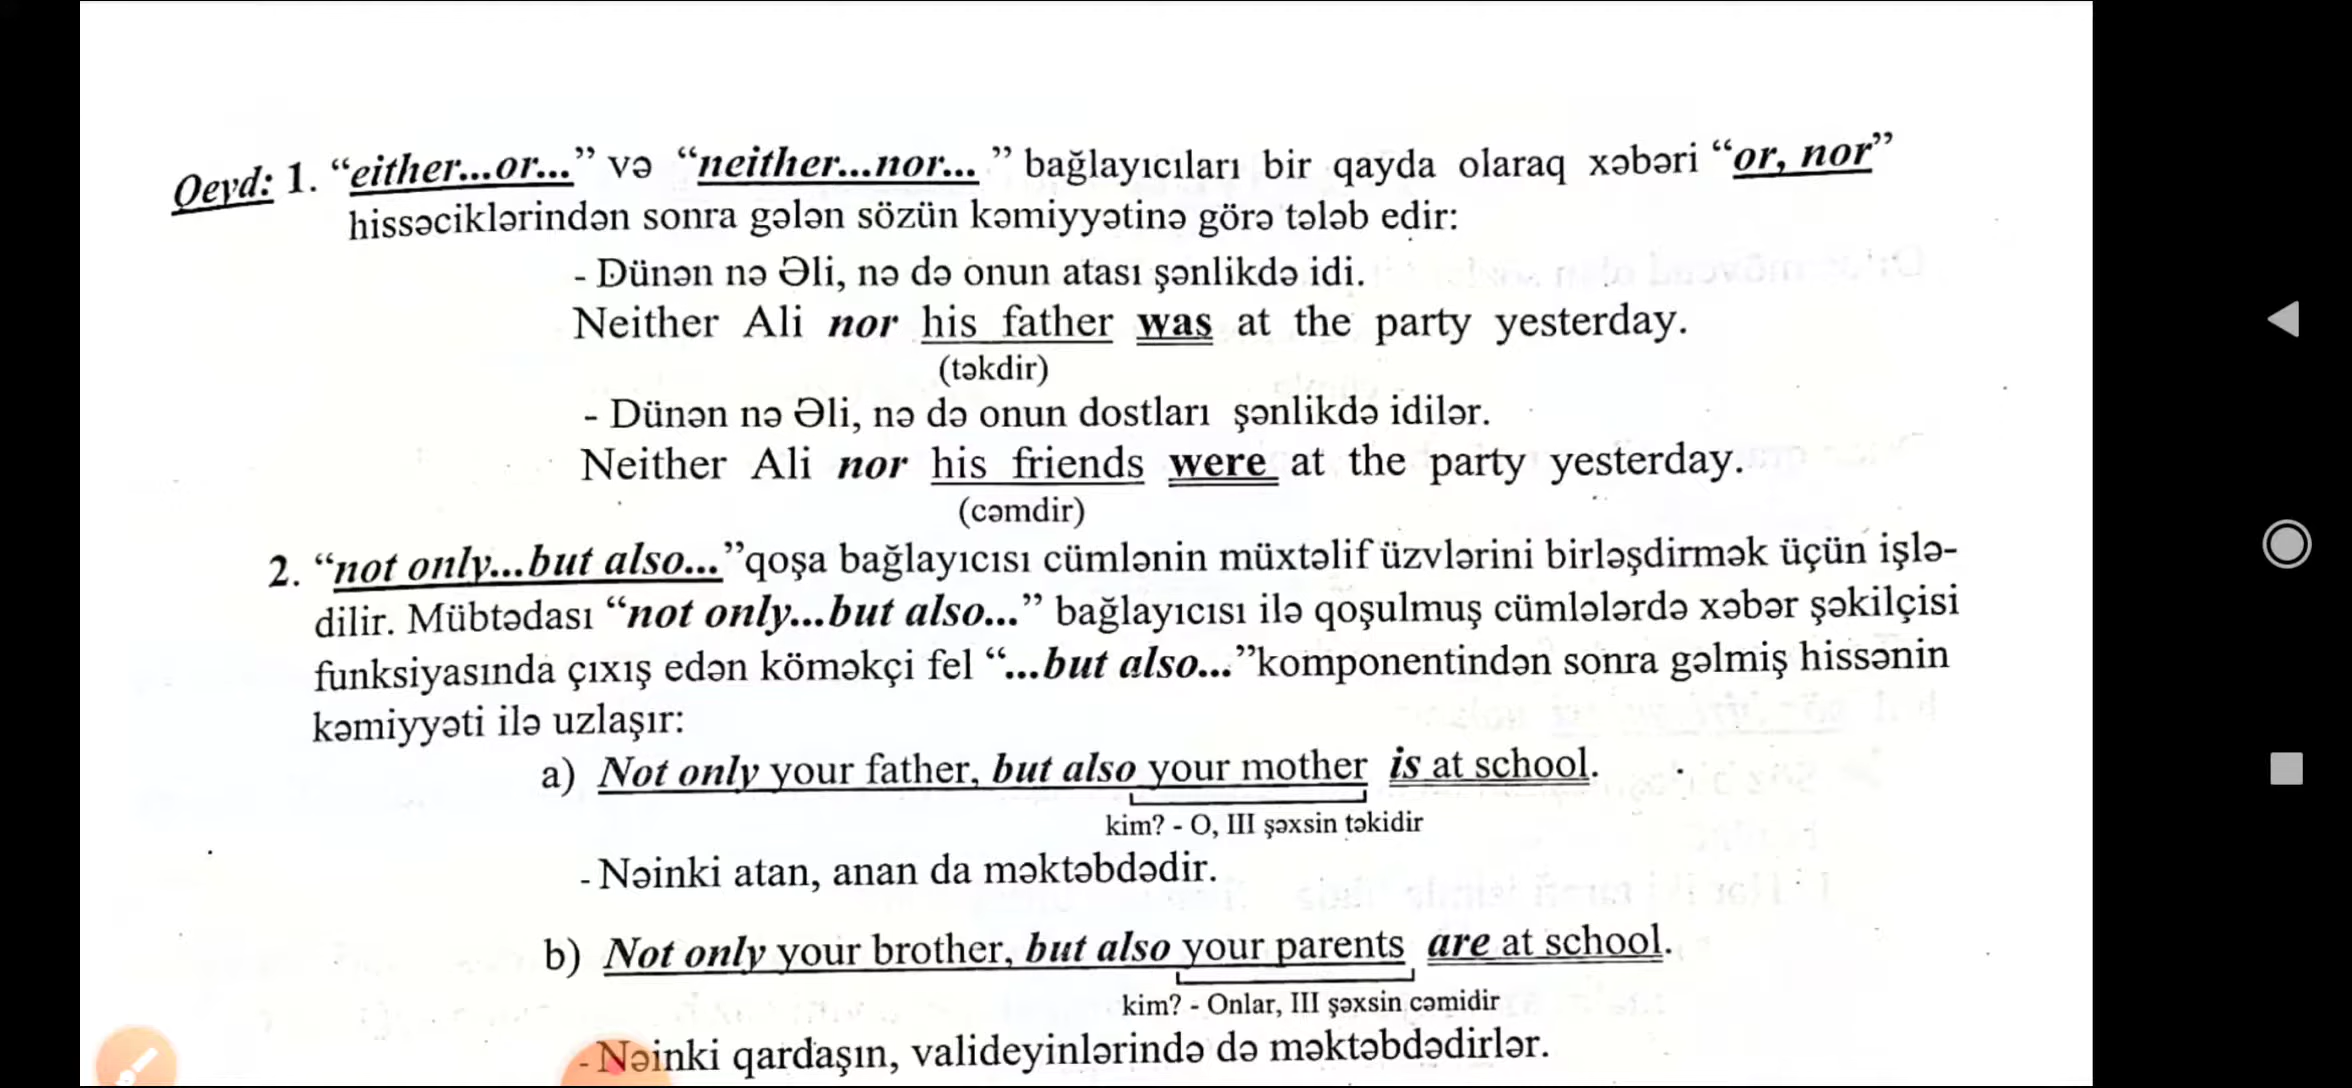 Qeyd: 1. “either...or...” və “neither...nor... ” bağlayıcıları bir qayda olaraq xəbəri “or, nor”
hissəciklərindən sonra gələn sözün kəmiyyətinə görə tələb edir:
- Dünən nə Əli, nə də onun atası şənlikdə idi.
Neither Ali nor his father was at the party yesterday.
(təkdir)
- Dünən nə Əli, nə də onun dostları şənlikdə idilər.
Neither Ali nor his friends were at the party yesterday.
(cəmdir)
2. “not only...but also... ”qoşa bağlayıcısı cümlənin müxtəlif üzvlərini birləşdirmək üçün işlə-
dilir. Mübtədası “not only...but also...” bağlayıcısı ilə qoşulmuş cümlələrdə xəbər şəkilçisi
funksiyasında çıxış edən köməkçi fel “...but also...”komponentindən sonra gəlmiş hissənin
kəmiyyəti ilə uzlaşır:
a) Not only your father, but also your mother is at school.
kim? - O, III şəxsin təkidir
- Nəinki atan, anan da məktəbdədir.
b) Not only your brother, but also your parents are at school.
kim? - Onlar, III şəxsin cəmidir
- Nəinki qardaşın, valideyinlərində də məktəbdədirlər.